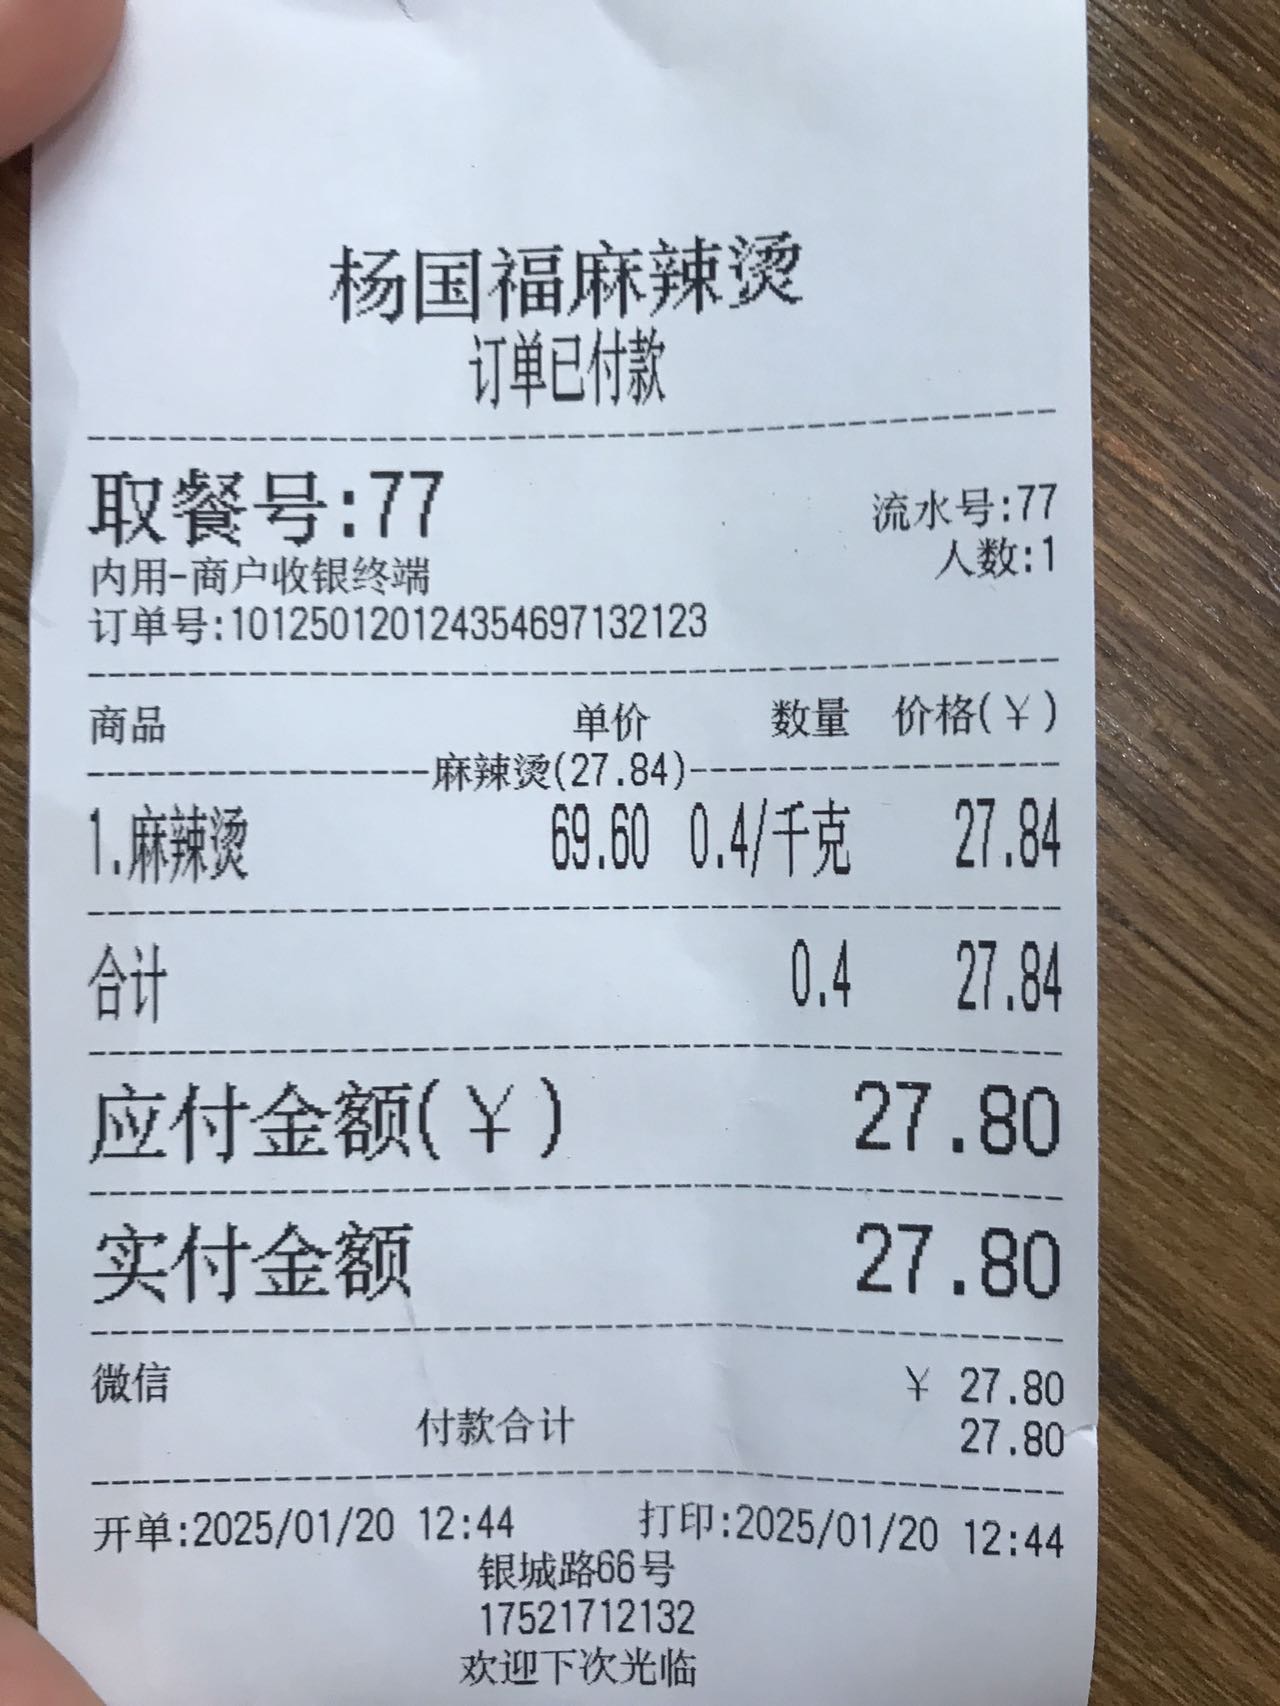 杨国福麻辣烫
订单已付款
取餐号:77
流水号:77
人数:1
内用-商户收银终端
订单号:101250120124354697132123
商品 单价 数量 价格(¥)
麻辣烫(27.84)
1.麻辣烫 69.60 0.4/千克 27.84
合计 0.4 27.84
应付金额(¥) 27.80
实付金额 27.80
微信 ¥ 27.80
付款合计 27.80
开单:2025/01/20 12:44 打印:2025/01/20 12:44
银城路66号
17521712132
欢迎下次光临